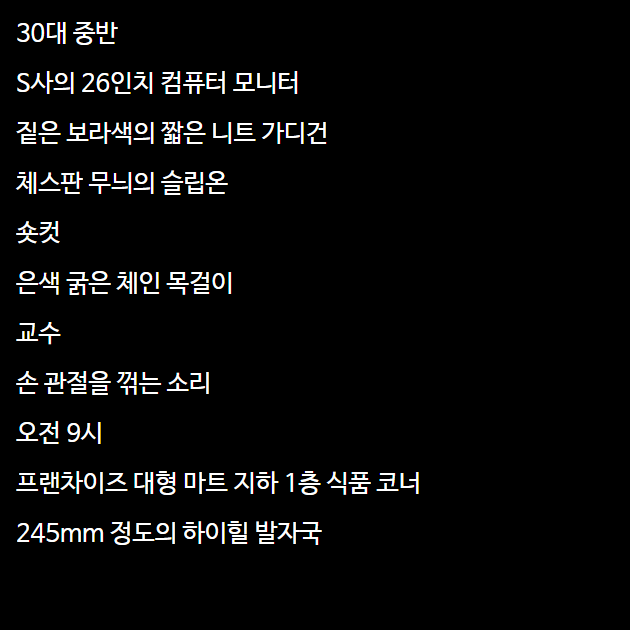 30대 중반
S사의 26인치 컴퓨터 모니터
짙은 보라색의 짧은 니트 가디건
체스판 무늬의 슬립온
숏컷
은색 굵은 체인 목걸이
교수
손 관절을 꺾는 소리
오전 9시
프랜차이즈 대형 마트 지하 1층 식품 코너
245mm 정도의 하이힐 발자국